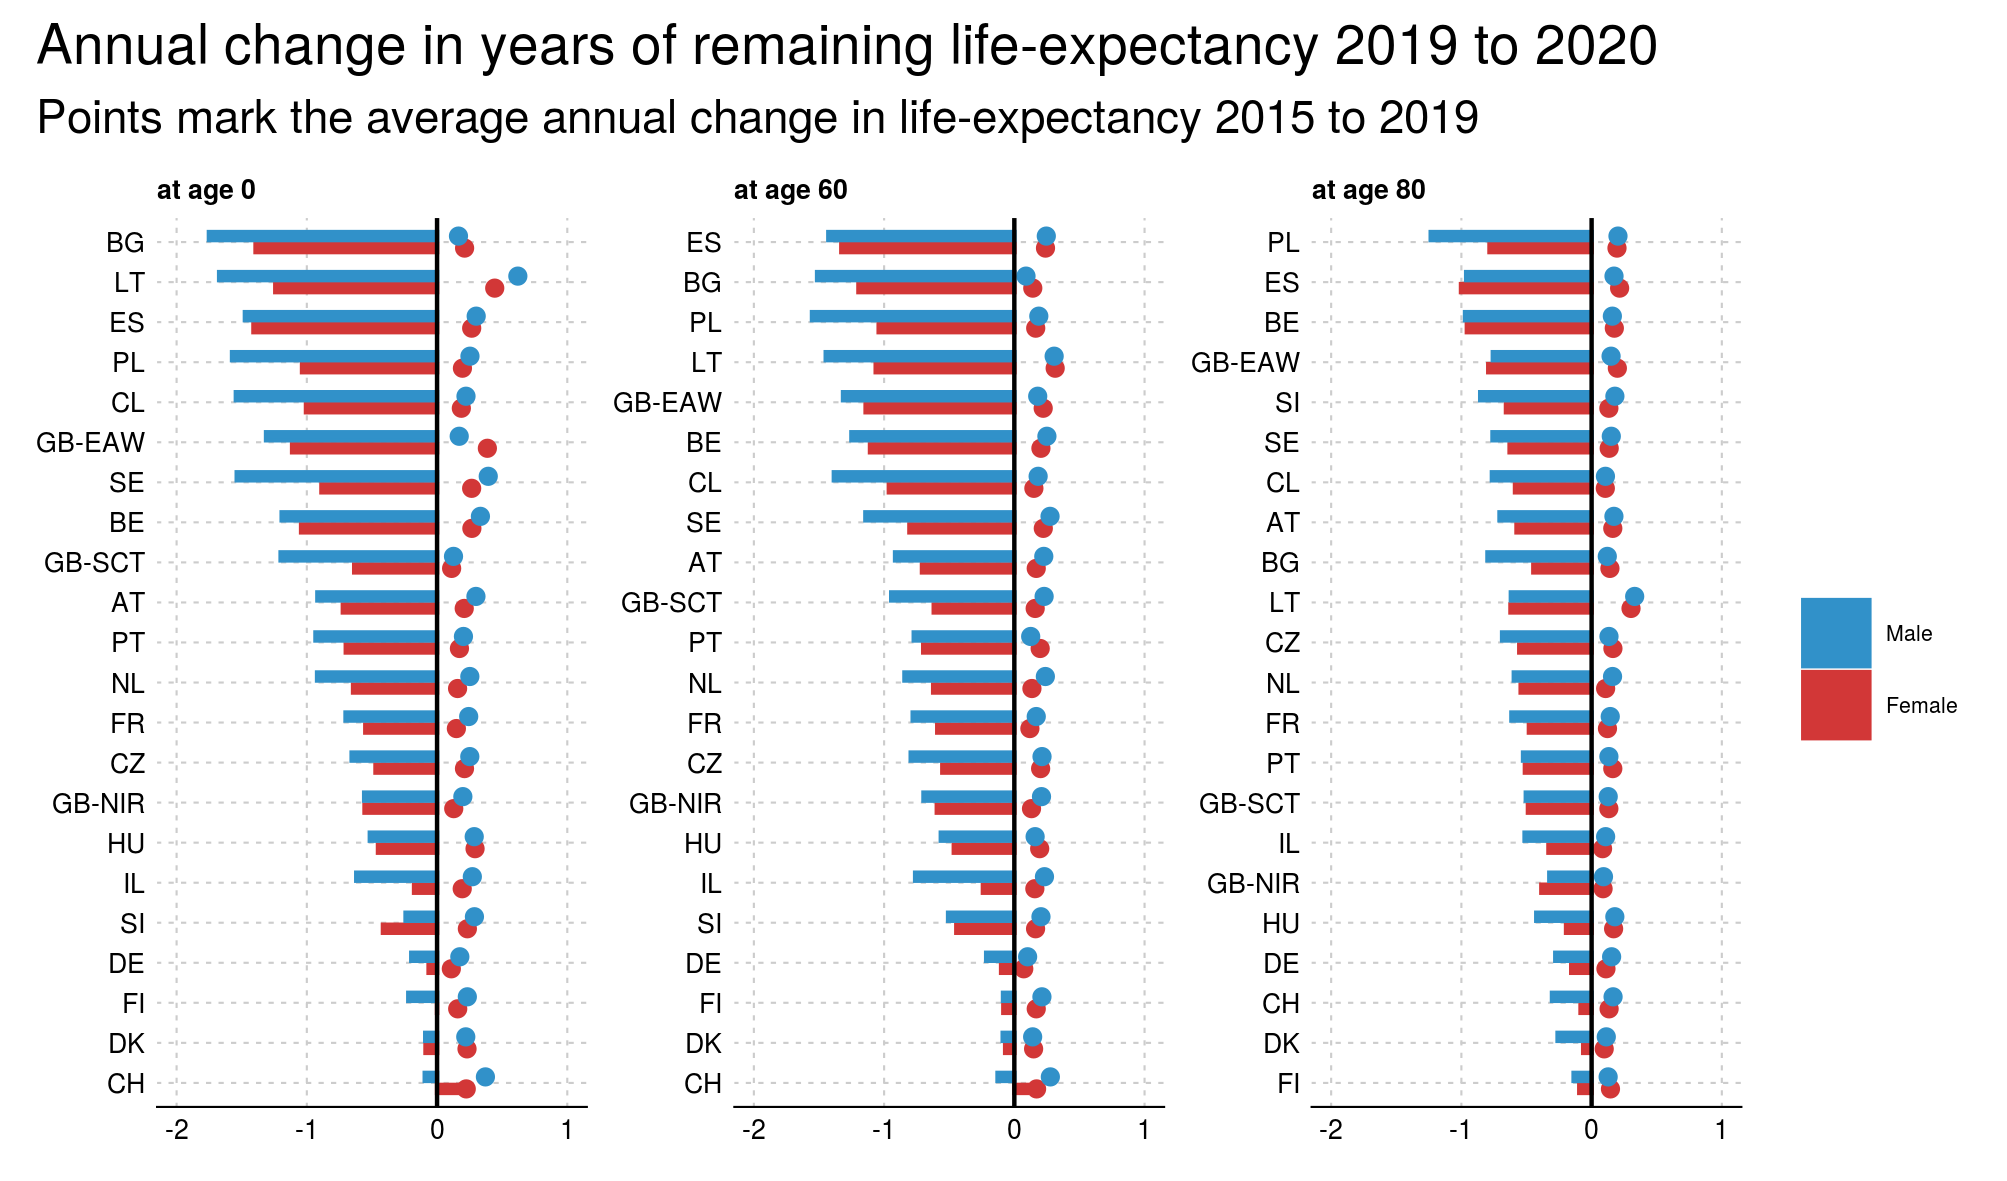 Annual change in years of remaining life-expectancy 2019 to 2020
Points mark the average annual change in life-expectancy 2015 to 2019
at age 0
BG
LT
ES
PL
CL
GB-EAW
SE
BE
GB-SCT
AT
PT
NL
FR
CZ
GB-NIR
HU
IL
SI
DE
FI
DK
CH
-2 -1 0 1
at age 60
ES
BG
PL
LT
GB-EAW
BE
CL
SE
AT
GB-SCT
PT
NL
FR
CZ
GB-NIR
HU
IL
SI
DE
FI
DK
CH
-2 -1 0 1
at age 80
PL
ES
BE
GB-EAW
SI
SE
CL
AT
BG
LT
CZ
NL
FR
PT
GB-SCT
IL
GB-NIR
HU
DE
CH
DK
FI
-2 -1 0 1
Male
Female